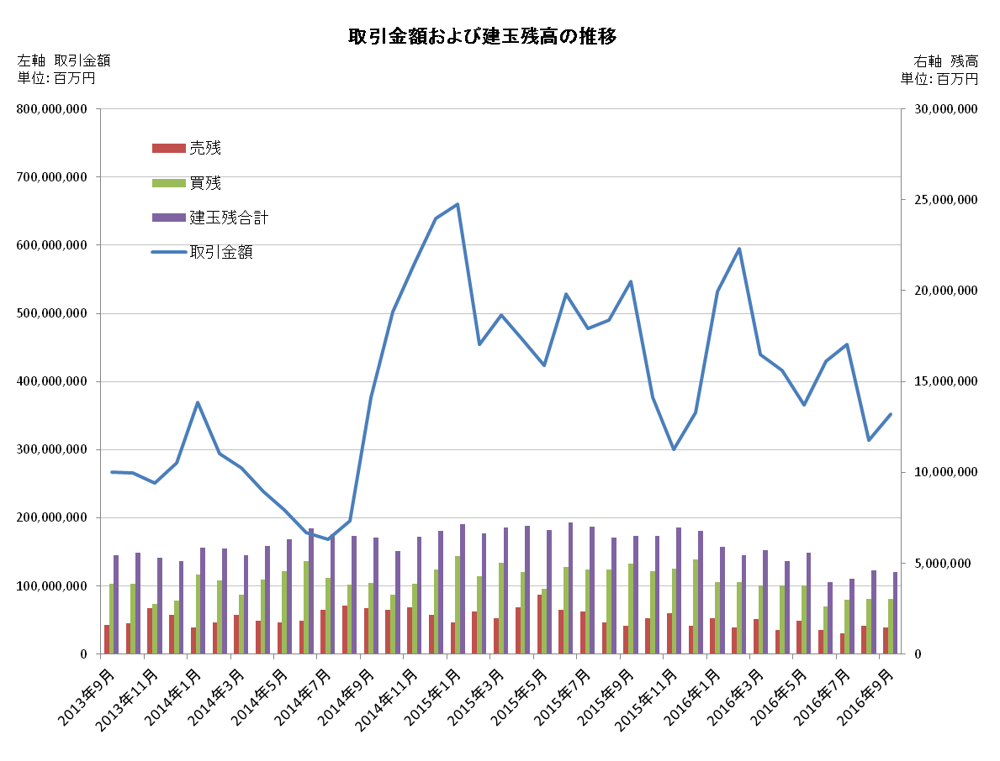 取引金額および建玉残高の推移
左軸 取引金額
単位：百万円
右軸 残高
単位：百万円
800,000,000
700,000,000
600,000,000
500,000,000
400,000,000
300,000,000
200,000,000
100,000,000
0
30,000,000
25,000,000
20,000,000
15,000,000
10,000,000
5,000,000
0
売残
買残
建玉残合計
取引金額
2013年9月
2013年11月
2014年1月
2014年3月
2014年5月
2014年7月
2014年9月
2014年11月
2015年1月
2015年3月
2015年5月
2015年7月
2015年9月
2015年11月
2016年1月
2016年3月
2016年5月
2016年7月
2016年9月